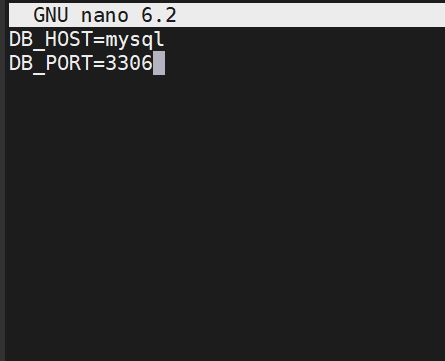 GNU nano 6.2
DB_HOST=mysql
DB_PORT=3306